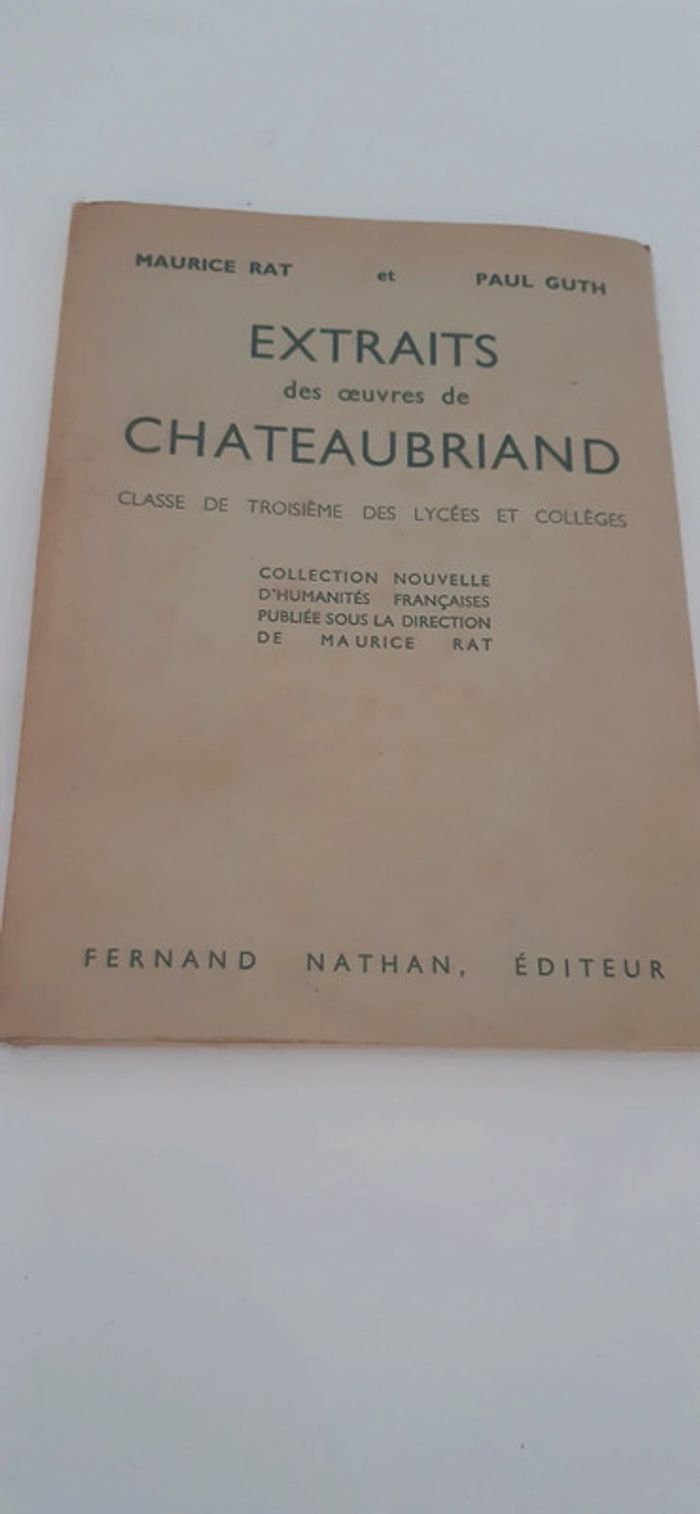 MAURICE RAT et PAUL GUTH
EXTRAITS
des œuvres de
CHATEAUBRIAND
CLASSE DE TROISIÈME DES LYCÉES ET COLLÈGES
COLLECTION NOUVELLE
D'HUMANITÉS FRANÇAISES
PUBLIÉE SOUS LA DIRECTION
DE MAURICE RAT
FERNAND NATHAN, ÉDITEUR